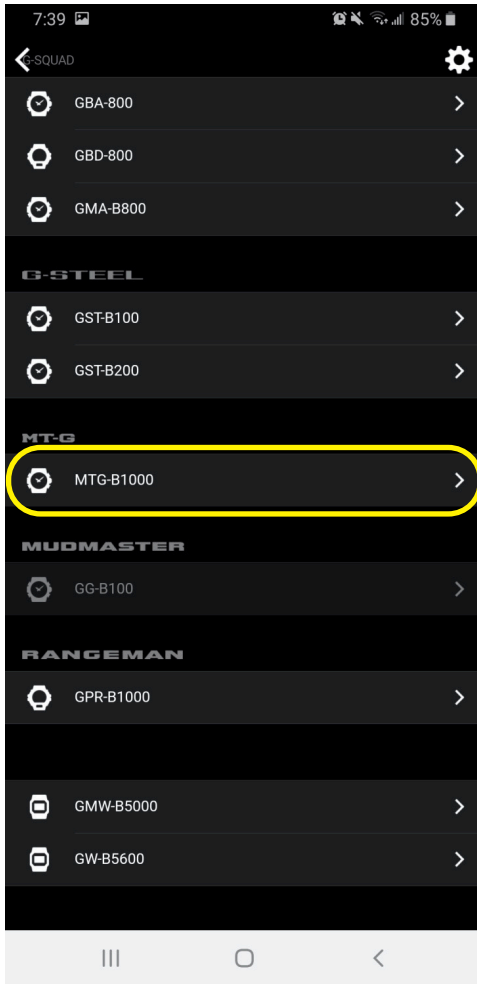 7:39 85%
G-SQUAD
GBA-800
GBD-800
GMA-B800
G-STEEL
GST-B100
GST-B200
MT-G
MTG-B1000
MUDMASTER
GG-B100
RANGEMAN
GPR-B1000
GMW-B5000
GW-B5600